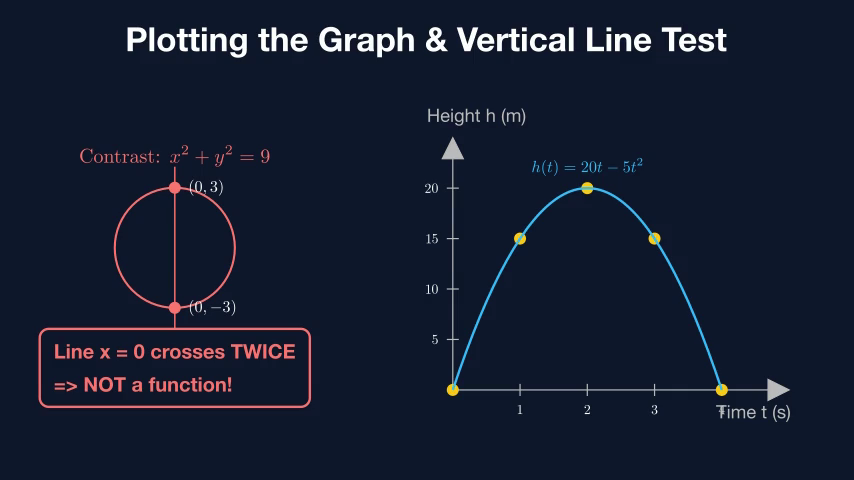 Plotting the Graph & Vertical Line Test
Contrast: x² + y² = 9
(0, 3)
(0, −3)
Line x = 0 crosses TWICE
=> NOT a function!
Height h (m)
h(t) = 20t − 5t²
20
15
10
5
1 2 3 4
Time t (s)